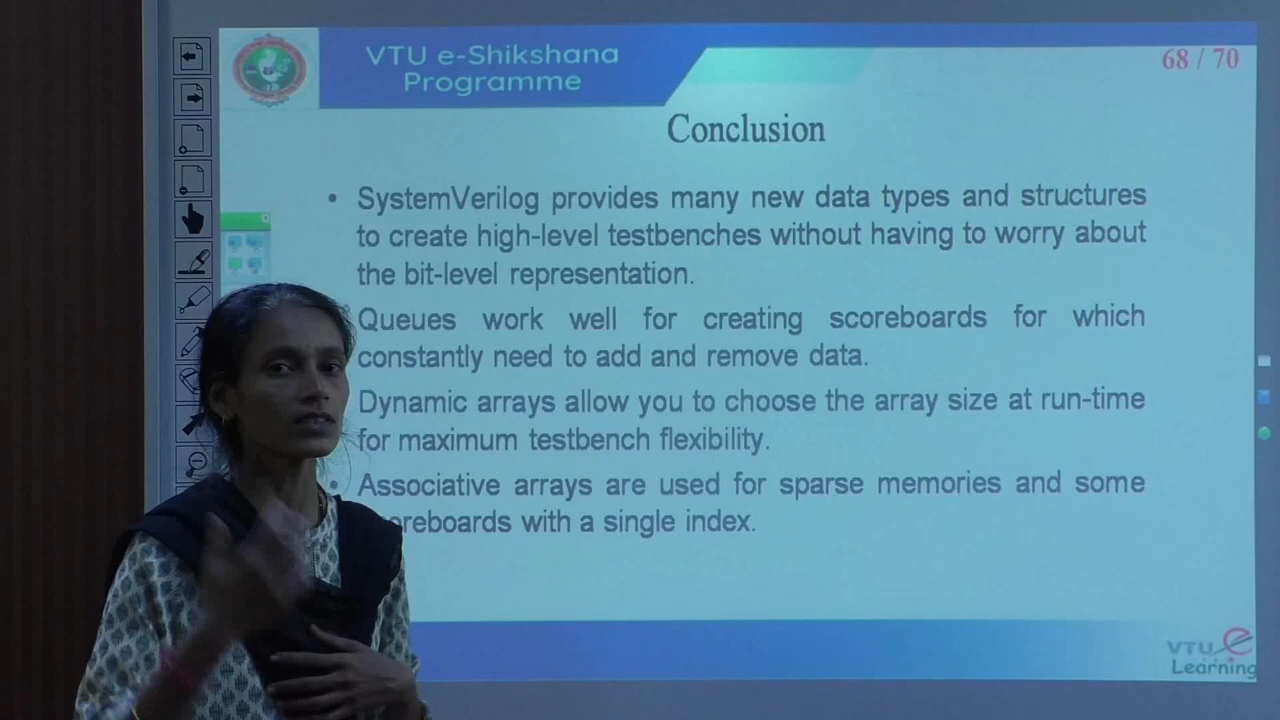 VTU e-Shikshana
Programme
68 / 70
Conclusion
• SystemVerilog provides many new data types and structures
to create high-level testbenches without having to worry about
the bit-level representation.
Queues work well for creating scoreboards for which
constantly need to add and remove data.
Dynamic arrays allow you to choose the array size at run-time
for maximum testbench flexibility.
• Associative arrays are used for sparse memories and some
oreboards with a single index.
VTU e
Learning